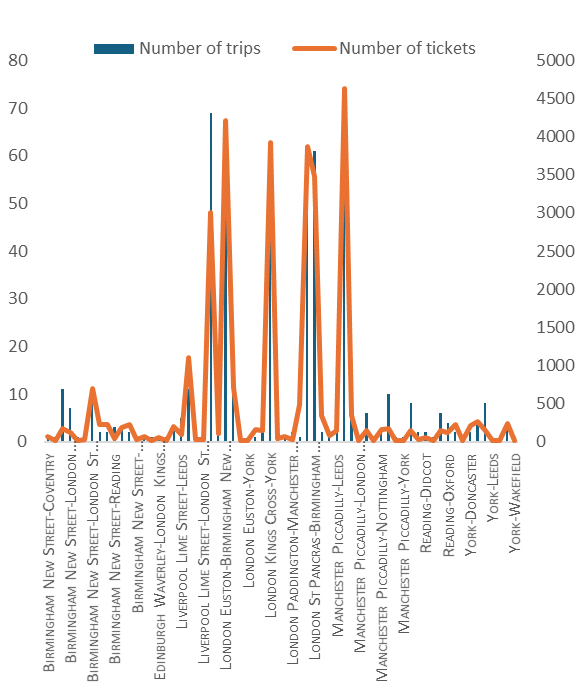 Number of trips
Number of tickets
80
70
60
50
40
30
20
10
0
5000
4500
4000
3500
3000
2500
2000
1500
1000
500
0
Birmingham New Street-Coventry
Birmingham New Street-London...
Birmingham New Street-London St...
Birmingham New Street-Reading
Birmingham New Street-...
Edinburgh Waverley-London Kings...
Liverpool Lime Street-Leeds
Liverpool Lime Street-London St...
London Euston-Birmingham New...
London Euston-York
London Kings Cross-York
London Paddington-Manchester...
London St Pancras-Birmingham...
Manchester Piccadilly-Leeds
Manchester Piccadilly-London...
Manchester Piccadilly-Nottingham
Manchester Piccadilly-York
Reading-Didcot
Reading-Oxford
York-Doncaster
York-Leeds
York-Wakefield